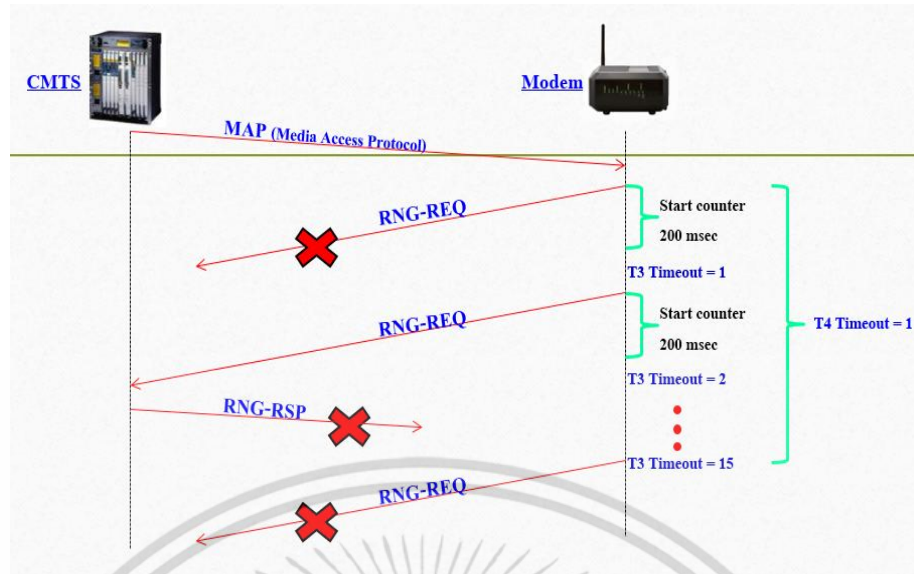 CMTS
Modem
MAP (Media Access Protocol)
RNG-REQ
Start counter
200 msec
T3 Timeout = 1
RNG-REQ
Start counter
200 msec
T4 Timeout = 1
T3 Timeout = 2
RNG-RSP
T3 Timeout = 15
RNG-REQ